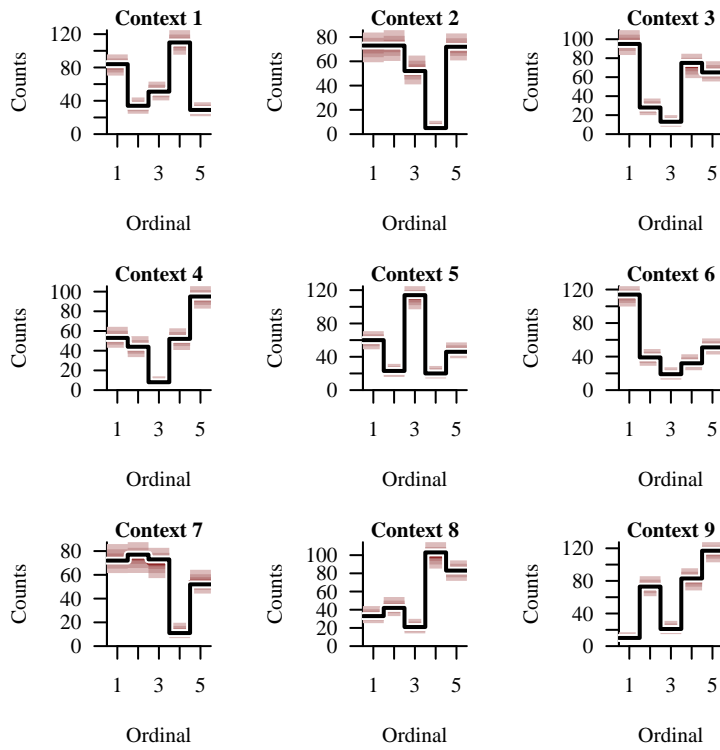 Context 1
Counts
120
80
40
0
1 3 5
Ordinal
Context 2
Counts
80
60
40
20
0
1 3 5
Ordinal
Context 3
Counts
100
80
60
40
20
0
1 3 5
Ordinal
Context 4
Counts
100
80
60
40
20
0
1 3 5
Ordinal
Context 5
Counts
120
80
40
0
1 3 5
Ordinal
Context 6
Counts
120
80
40
0
1 3 5
Ordinal
Context 7
Counts
80
60
40
20
0
1 3 5
Ordinal
Context 8
Counts
100
80
60
40
20
0
1 3 5
Ordinal
Context 9
Counts
120
80
40
0
1 3 5
Ordinal